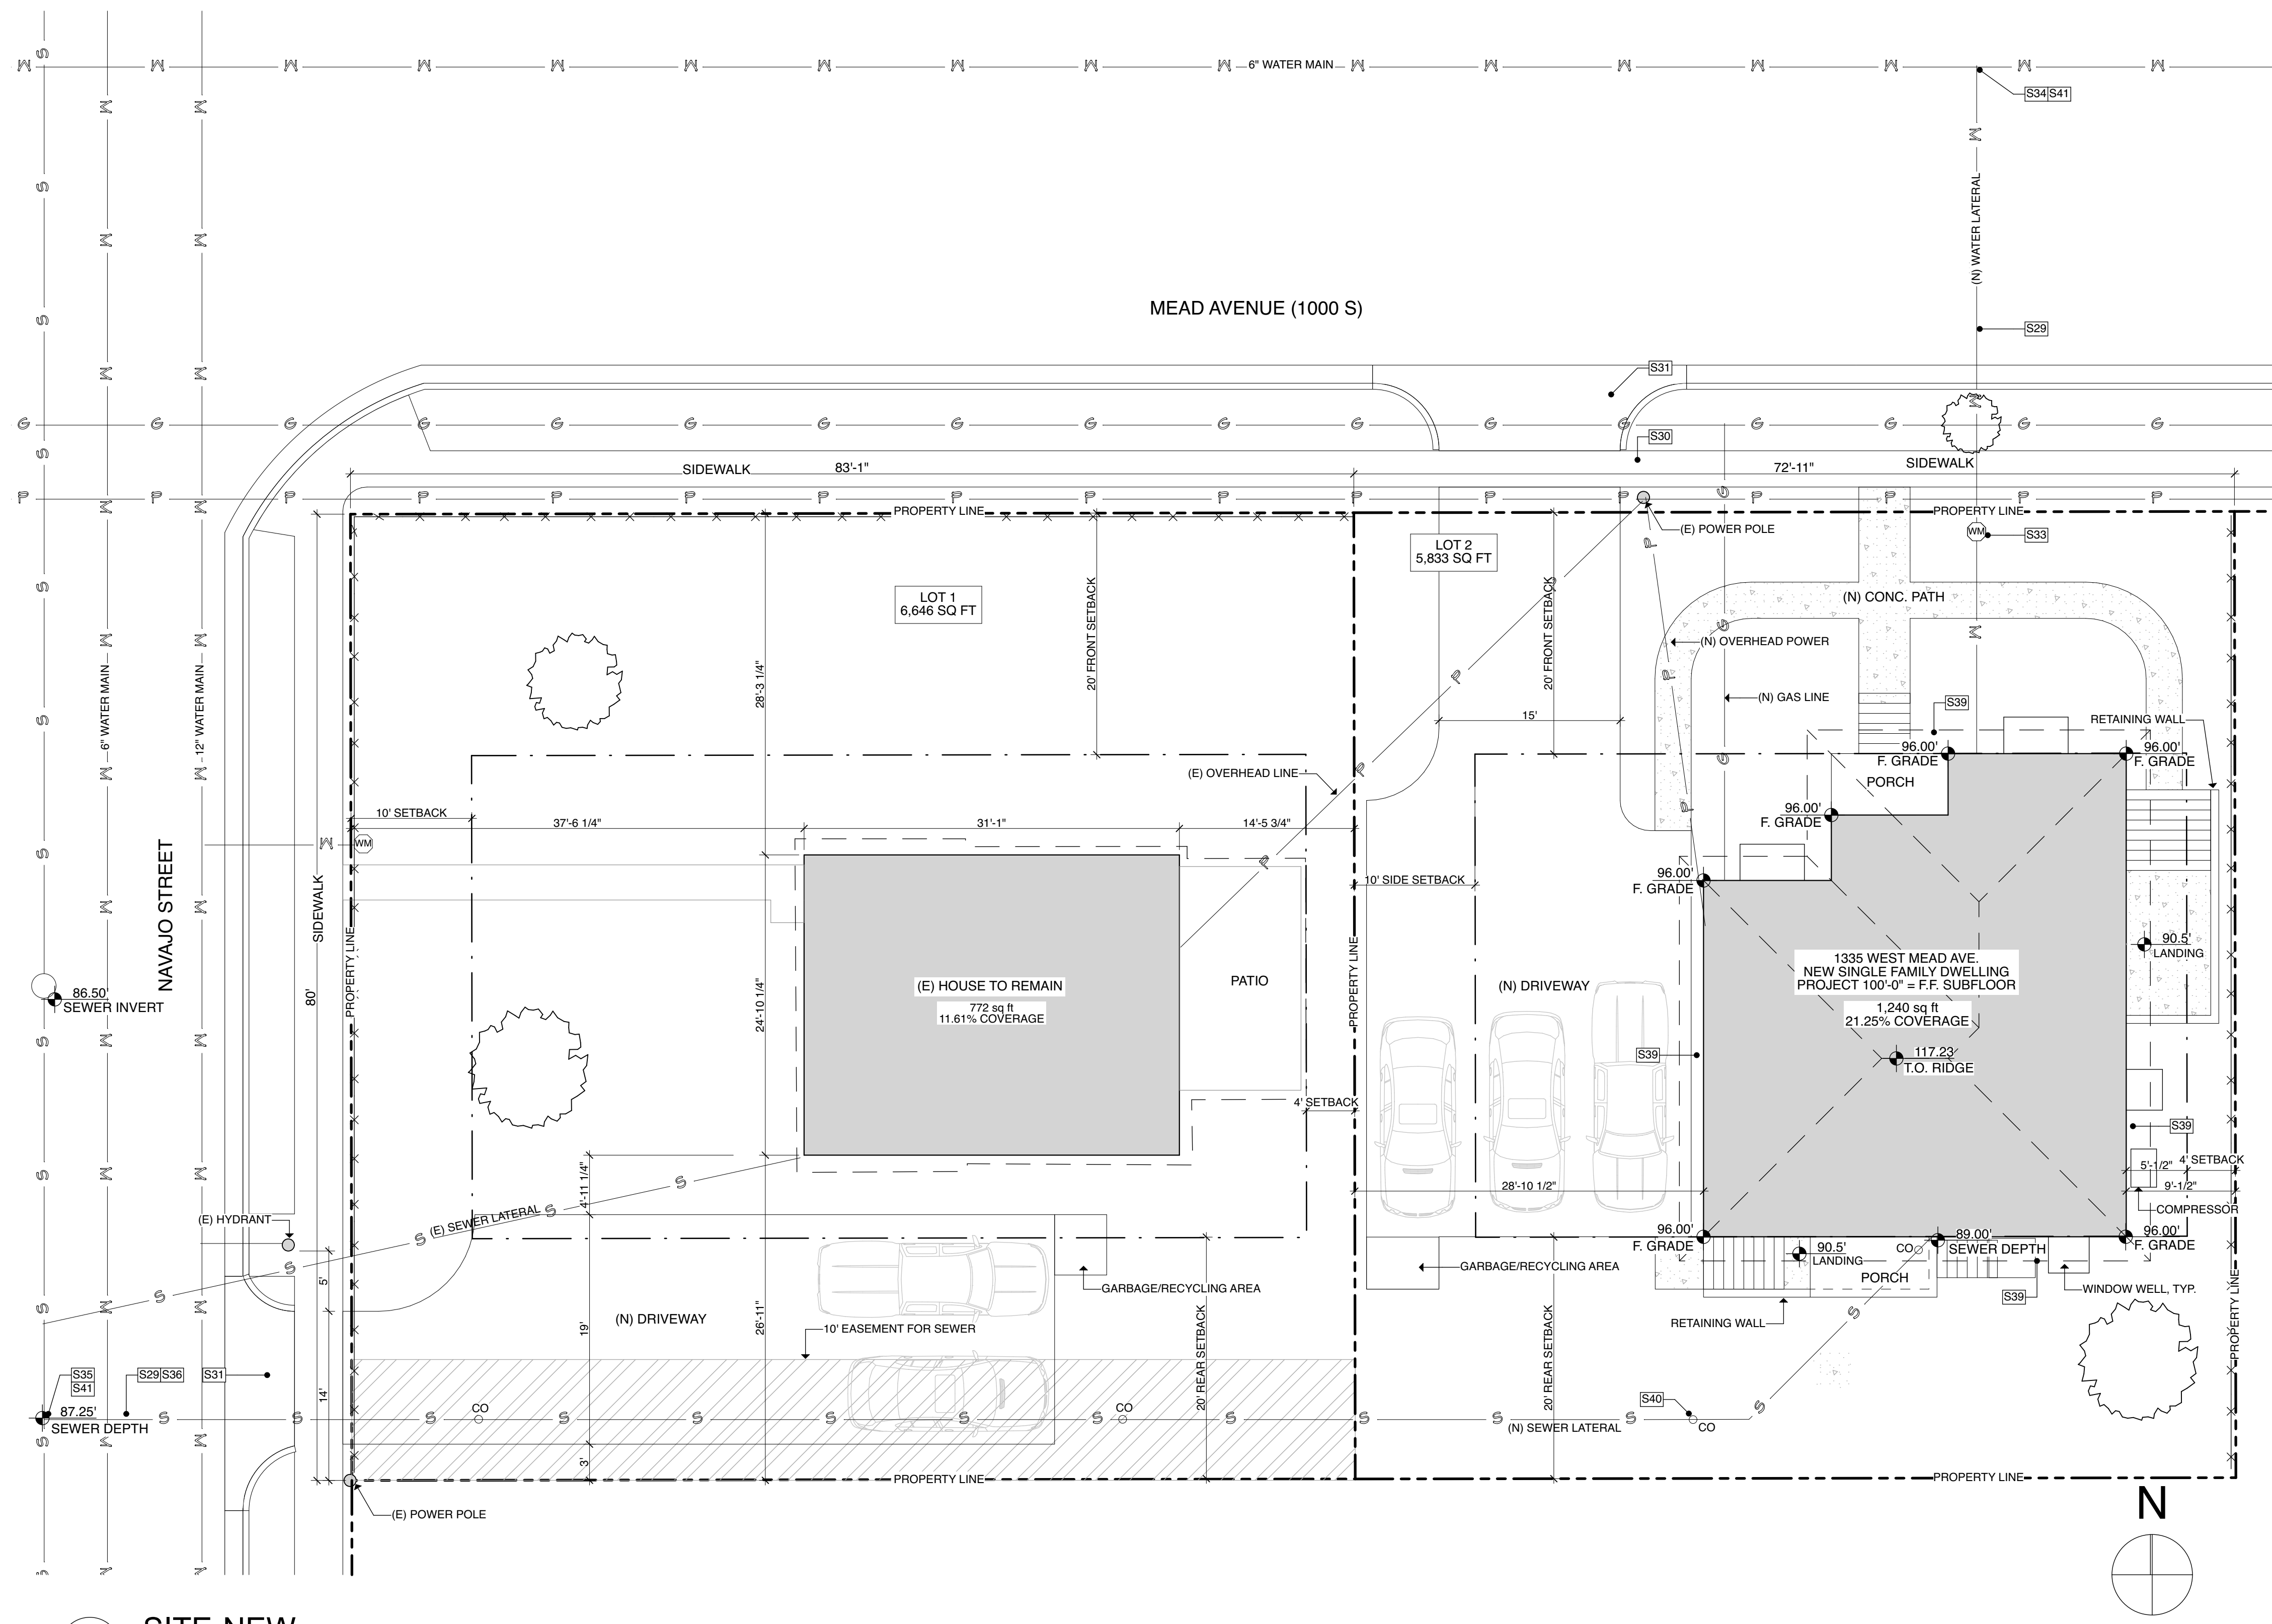 6" WATER MAIN
S34 S41
(N) WATER LATERAL
MEAD AVENUE (1000 S)
S29
S31
S30
SIDEWALK
83'-1"
72'-11"
SIDEWALK
PROPERTY LINE
PROPERTY LINE
(E) POWER POLE
WM
S33
LOT 2
5,833 SQ FT
LOT 1
6,646 SQ FT
(N) CONC. PATH
20' FRONT SETBACK
20' FRONT SETBACK
(N) OVERHEAD POWER
6" WATER MAIN
12" WATER MAIN
28'-3 1/4"
(N) GAS LINE
S39
15'
RETAINING WALL
96.00'
F. GRADE
96.00'
F. GRADE
(E) OVERHEAD LINE
PORCH
10' SETBACK
96.00'
F. GRADE
37'-6 1/4"
31'-1"
14'-5 3/4"
WM
NAVAJO STREET
SIDEWALK
96.00'
F. GRADE
10' SIDE SETBACK
PROPERTY LINE
PROPERTY LINE
90.5'
LANDING
1335 WEST MEAD AVE.
NEW SINGLE FAMILY DWELLING
PROJECT 100'-0" = F.F. SUBFLOOR
1,240 sq ft
21.25% COVERAGE
(E) HOUSE TO REMAIN
772 sq ft
11.61% COVERAGE
PATIO
(N) DRIVEWAY
86.50'
SEWER INVERT
80'
24'-10 1/4"
S39
117.23'
T.O. RIDGE
4' SETBACK
S39
5'-1/2"
4' SETBACK
4'-11 1/4"
28'-10 1/2"
9'-1/2"
COMPRESSOR
(E) HYDRANT
(E) SEWER LATERAL
96.00'
F. GRADE
89.00'
SEWER DEPTH
CO
96.00'
F. GRADE
90.5'
LANDING
GARBAGE/RECYCLING AREA
PORCH
5'
GARBAGE/RECYCLING AREA
S39
WINDOW WELL, TYP.
(N) DRIVEWAY
19'
26'-11"
10' EASEMENT FOR SEWER
RETAINING WALL
PROPERTY LINE
20' REAR SETBACK
20' REAR SETBACK
S35
S41
S29 S36
S31
14'
87.25'
SEWER DEPTH
CO
CO
S40
(N) SEWER LATERAL
CO
3'
PROPERTY LINE
PROPERTY LINE
(E) POWER POLE
N